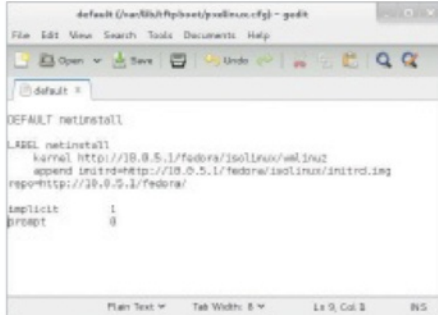 default (/var/lib/tftpboot/pxelinux.cfg) - gedit
File Edit View Search Tools Documents Help
Open Save Undo
default ×
DEFAULT netinstall
LABEL netinstall
kernel http://10.0.5.1/fedora/isolinux/vmlinuz
append initrd=http://10.0.5.1/fedora/isolinux/initrd.img
repo=http://10.0.5.1/fedora/
implicit 1
prompt 0
Plain Text Tab Width: 8 Ln 9, Col 1 INS